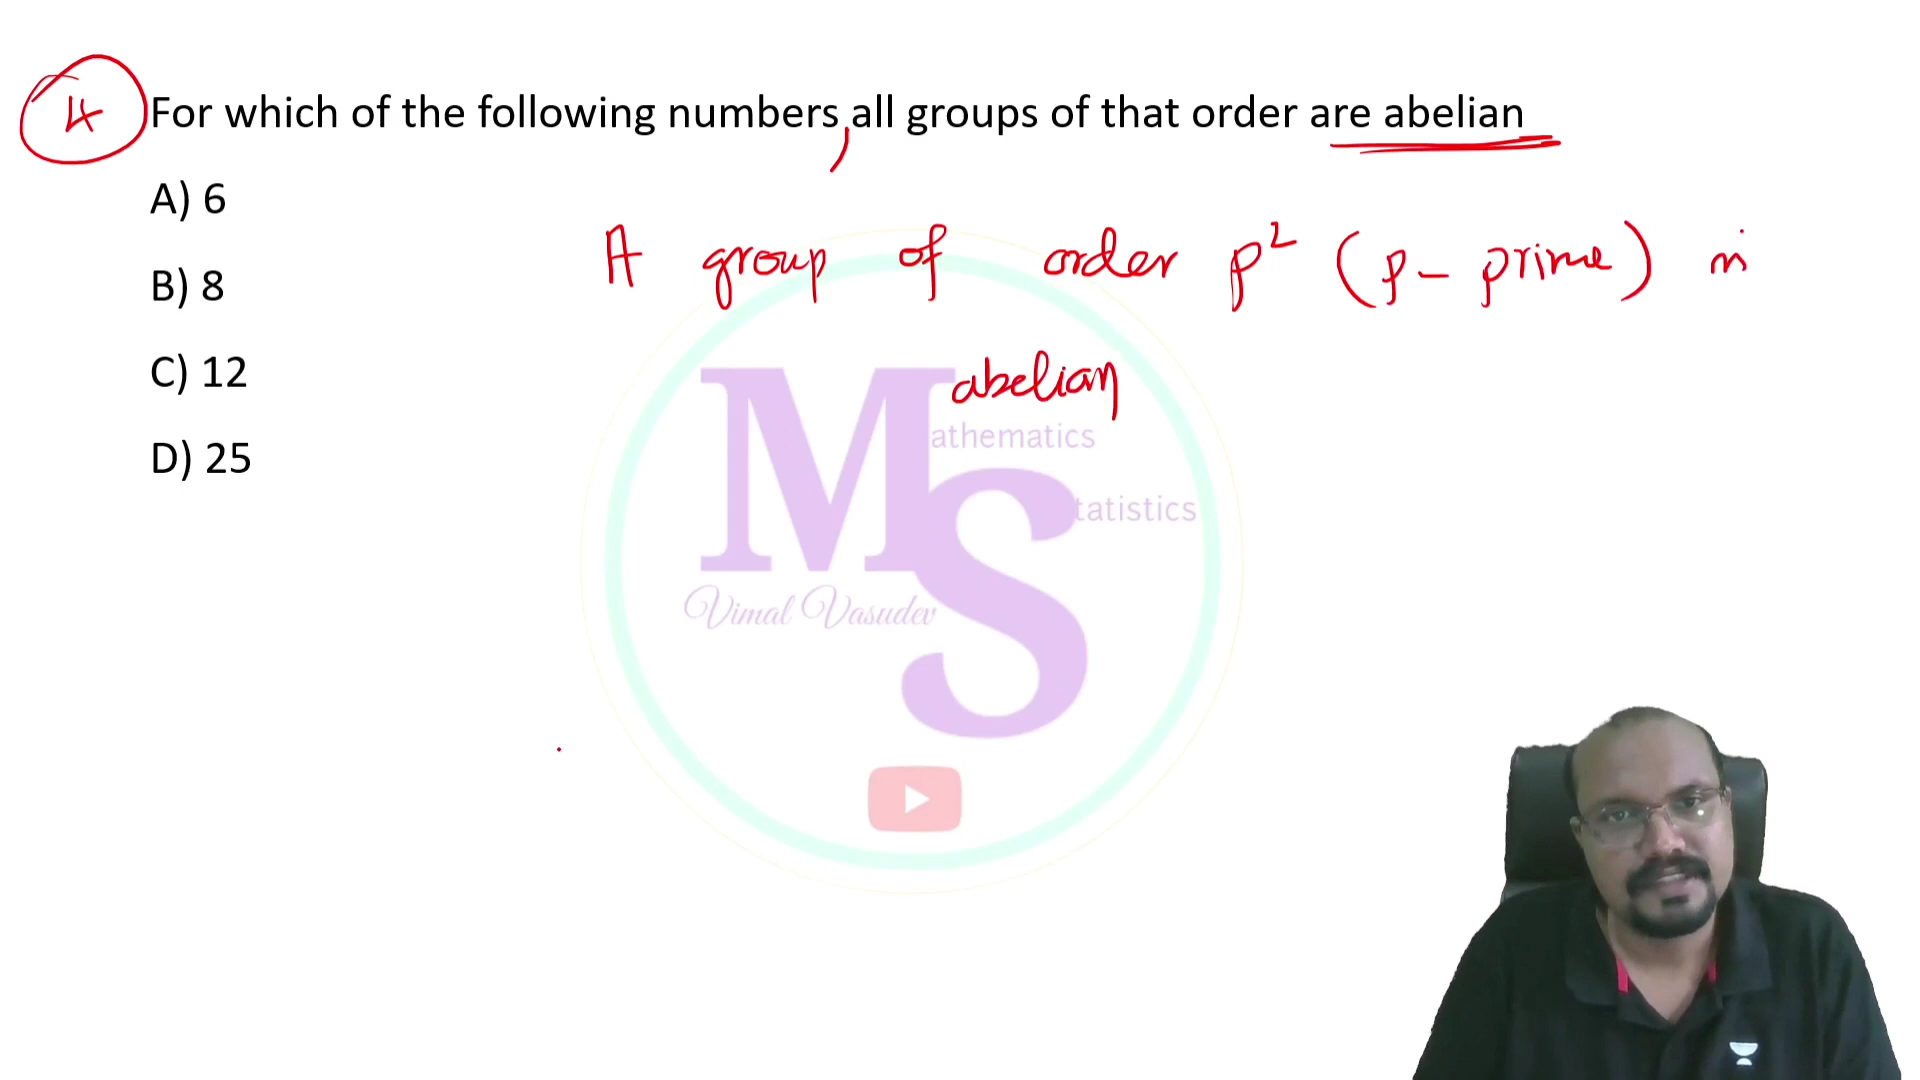 4 For which of the following numbers, all groups of that order are abelian
A) 6
B) 8
C) 12
D) 25
A group of order p² (p – prime) is
abelian
M athematics
S tatistics
Vimal Vasudev